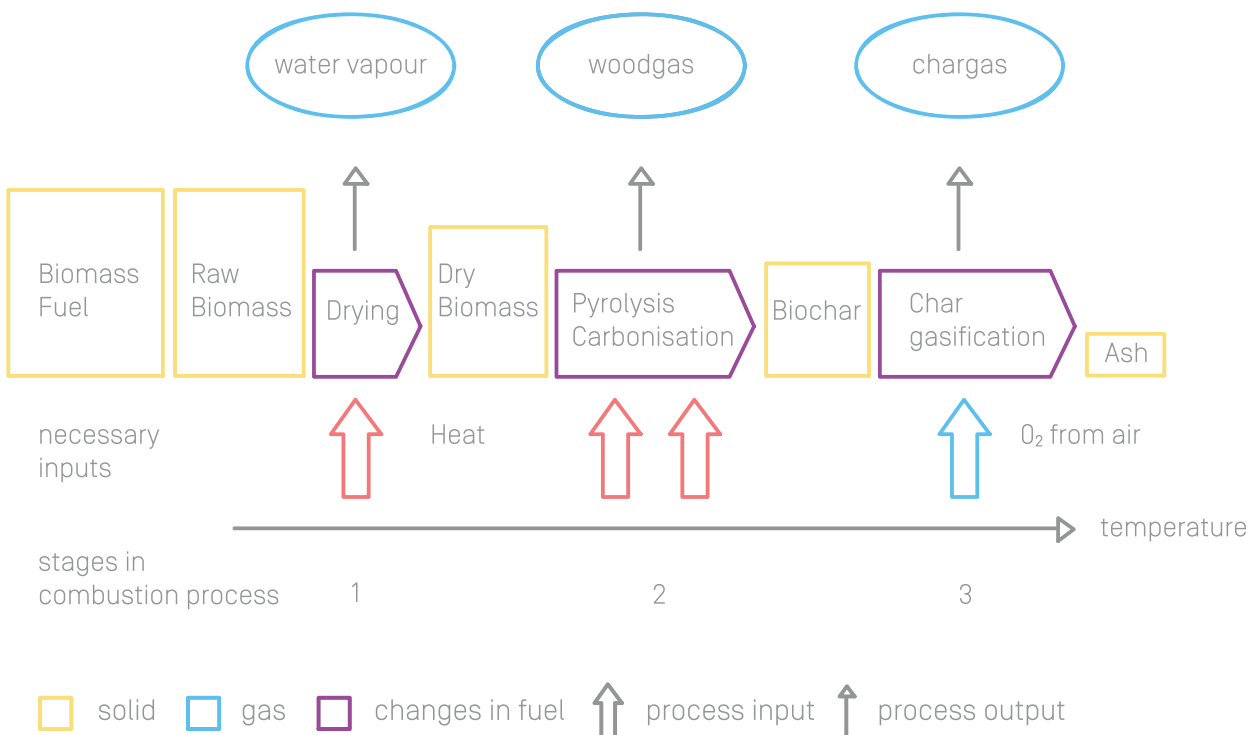 water vapour
woodgas
chargas
Biomass
Fuel
Raw
Biomass
Drying
Dry
Biomass
Pyrolysis
Carbonisation
Biochar
Char
gasification
Ash
necessary
inputs
Heat
O₂ from air
temperature
stages in
combustion process
1
2
3
solid
gas
changes in fuel
process input
process output